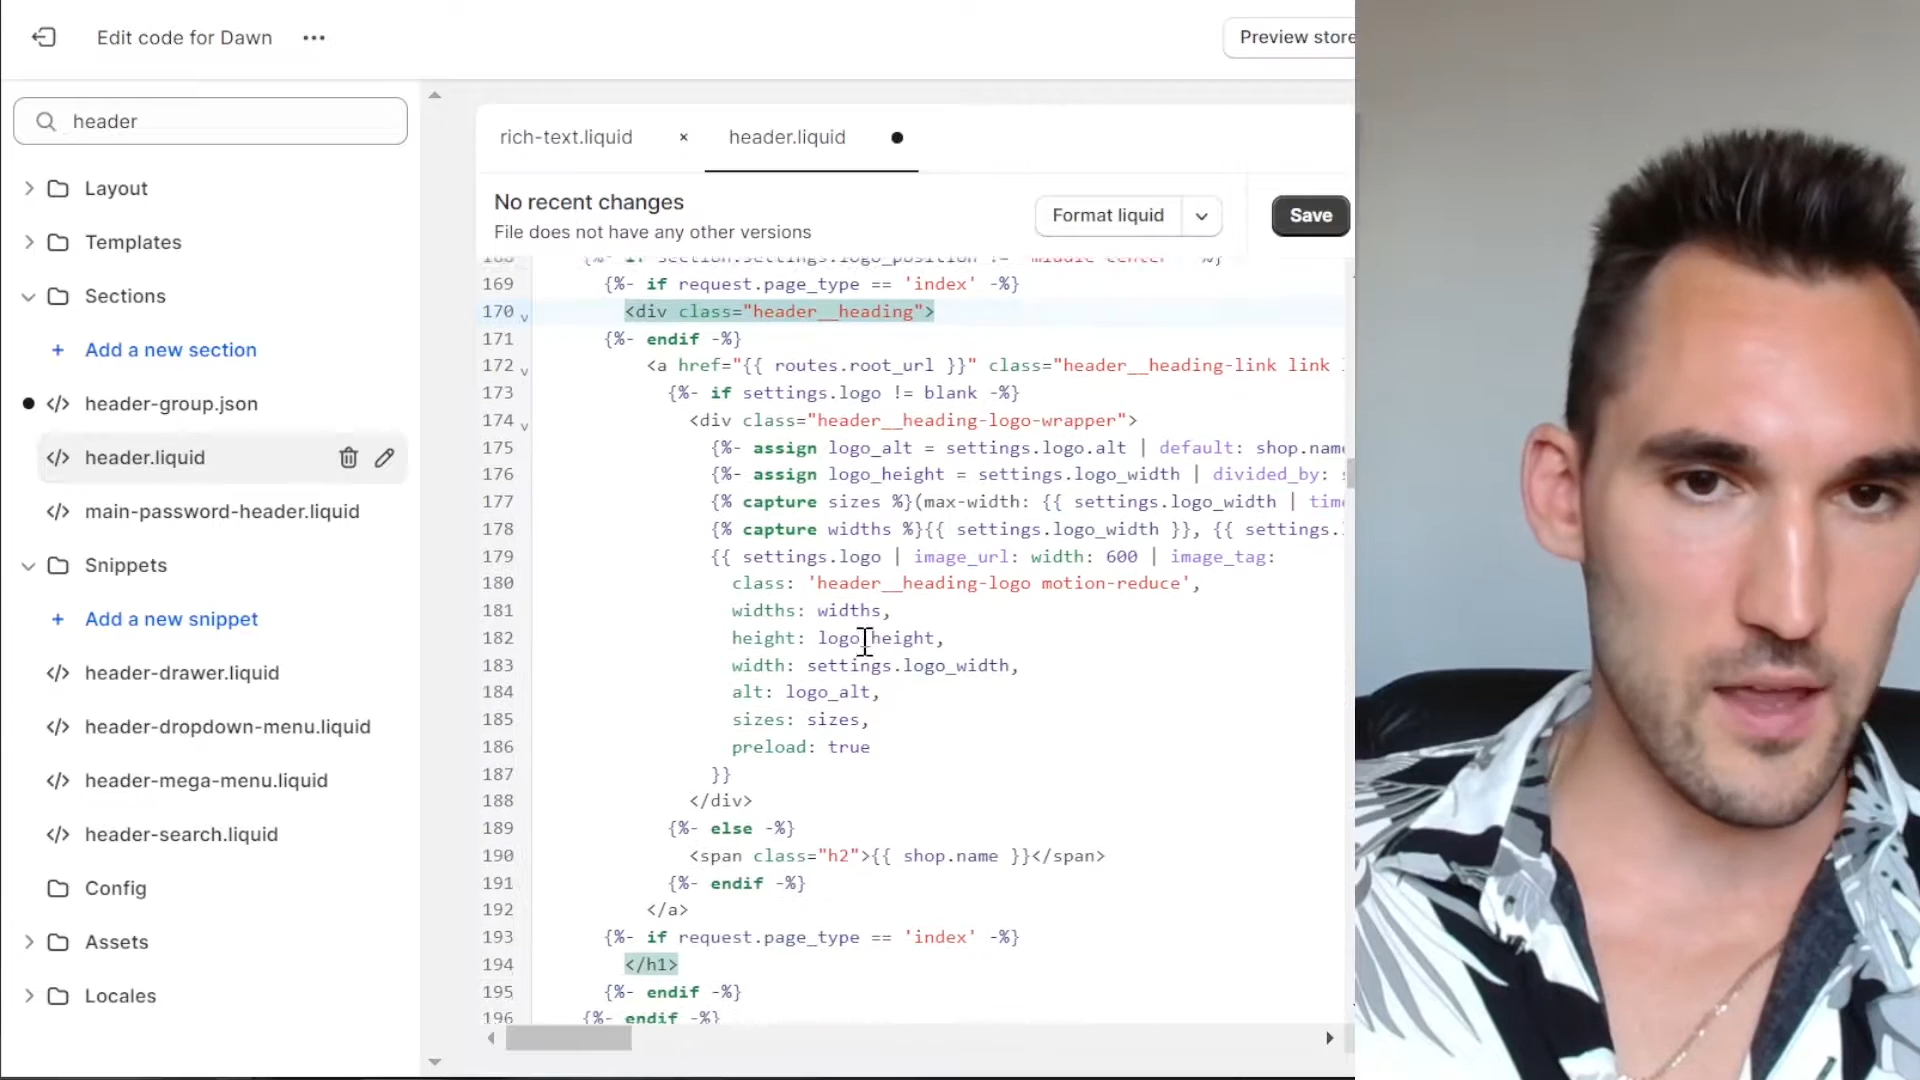 Edit code for Dawn
Preview store
header
Layout
Templates
Sections
Add a new section
header-group.json
header.liquid
main-password-header.liquid
Snippets
Add a new snippet
header-drawer.liquid
header-dropdown-menu.liquid
header-mega-menu.liquid
header-search.liquid
Config
Assets
Locales
rich-text.liquid
header.liquid
No recent changes
File does not have any other versions
Format liquid
Save
168 {%- if section.settings.logo_position != 'middle-center' -%}
169 {%- if request.page_type == 'index' -%}
170 <div class="header__heading">
171 {%- endif -%}
172 <a href="{{ routes.root_url }}" class="header__heading-link link
173 {%- if settings.logo != blank -%}
174 <div class="header__heading-logo-wrapper">
175 {%- assign logo_alt = settings.logo.alt | default: shop.name
176 {%- assign logo_height = settings.logo_width | divided_by:
177 {% capture sizes %}(max-width: {{ settings.logo_width | tim
178 {% capture widths %}{{ settings.logo_width }}, {{ settings.
179 {{ settings.logo | image_url: width: 600 | image_tag:
180 class: 'header__heading-logo motion-reduce',
181 widths: widths,
182 height: logo_height,
183 width: settings.logo_width,
184 alt: logo_alt,
185 sizes: sizes,
186 preload: true
187 }}
188 </div>
189 {%- else -%}
190 <span class="h2">{{ shop.name }}</span>
191 {%- endif -%}
192 </a>
193 {%- if request.page_type == 'index' -%}
194 </h1>
195 {%- endif -%}
196 {%- endif -%}